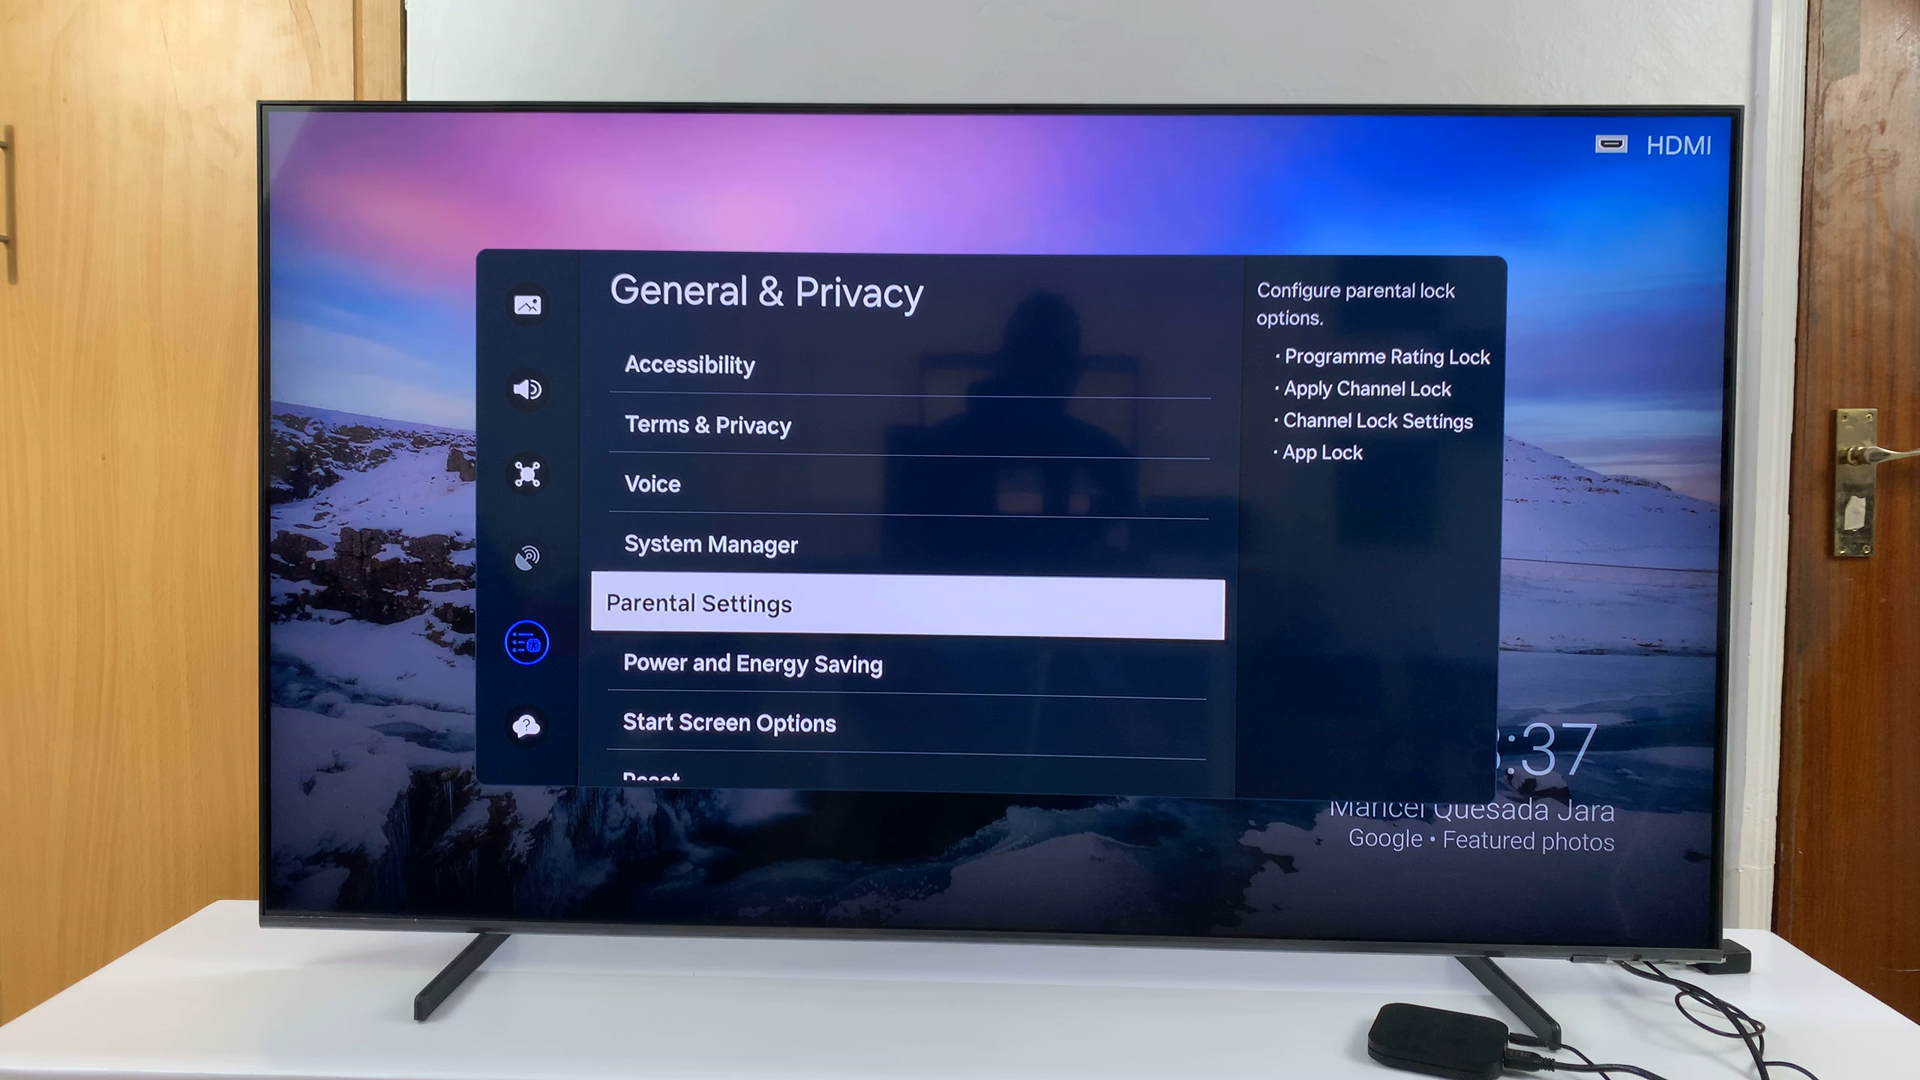 HDMI
General & Privacy
Accessibility
Terms & Privacy
Voice
System Manager
Parental Settings
Power and Energy Saving
Start Screen Options
Reset
Configure parental lock
options.
• Programme Rating Lock
• Apply Channel Lock
• Channel Lock Settings
• App Lock
:37
Maricel Quesada Jara
Google • Featured photos